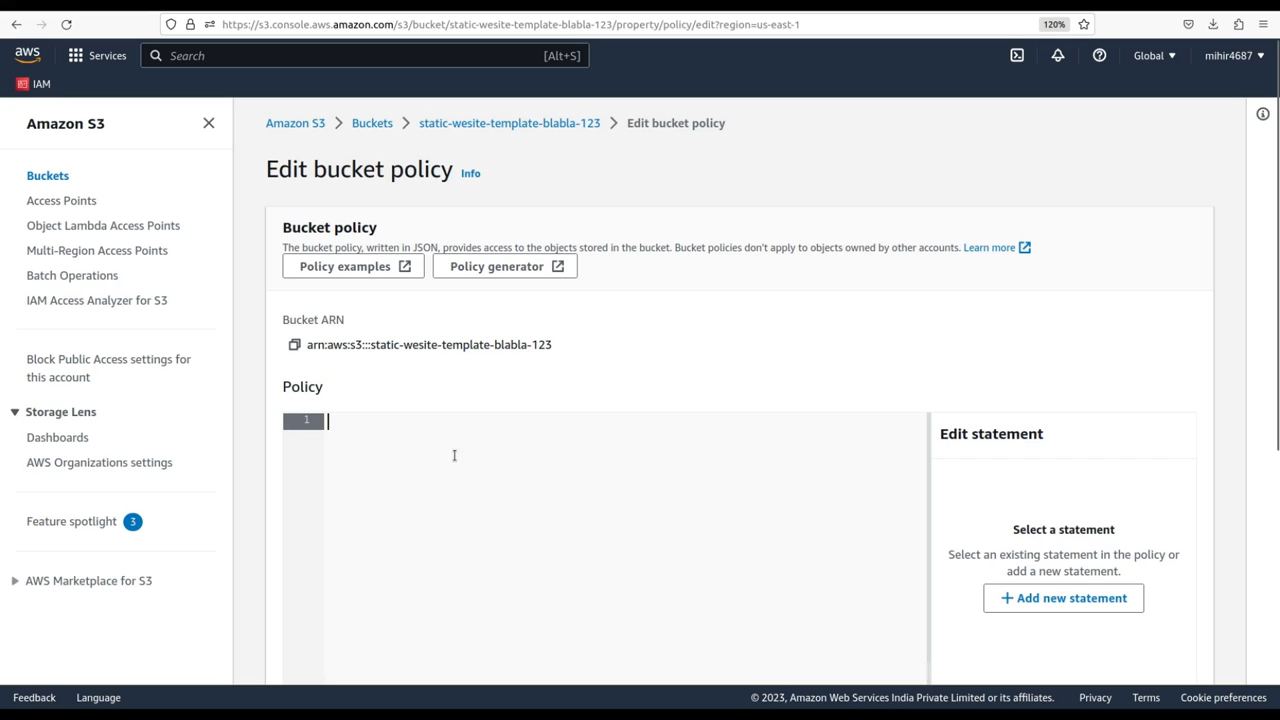 https://s3.console.aws.amazon.com/s3/bucket/static-wesite-template-blabla-123/property/policy/edit?region=us-east-1
120%
aws
Services
Search
[Alt+S]
Global
mihir4687
IAM
Amazon S3
Buckets
Access Points
Object Lambda Access Points
Multi-Region Access Points
Batch Operations
IAM Access Analyzer for S3
Block Public Access settings for
this account
Storage Lens
Dashboards
AWS Organizations settings
Feature spotlight 3
AWS Marketplace for S3
Amazon S3 > Buckets > static-wesite-template-blabla-123 > Edit bucket policy
Edit bucket policy Info
Bucket policy
The bucket policy, written in JSON, provides access to the objects stored in the bucket. Bucket policies don't apply to objects owned by other accounts. Learn more
Policy examples
Policy generator
Bucket ARN
arn:aws:s3:::static-wesite-template-blabla-123
Policy
1
Edit statement
Select a statement
Select an existing statement in the policy or
add a new statement.
+ Add new statement
Feedback
Language
© 2023, Amazon Web Services India Private Limited or its affiliates.
Privacy
Terms
Cookie preferences